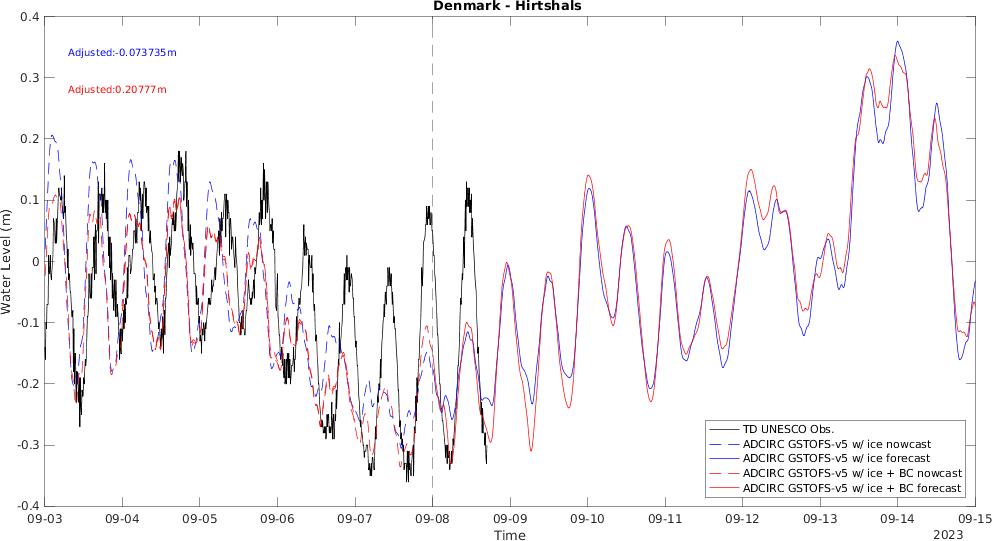 Denmark - Hirtshals
0.4
0.3
0.2
0.1
0
-0.1
-0.2
-0.3
-0.4
Water Level (m)
Adjusted:-0.073735m
Adjusted:0.20777m
TD UNESCO Obs.
ADCIRC GSTOFS-v5 w/ ice nowcast
ADCIRC GSTOFS-v5 w/ ice forecast
ADCIRC GSTOFS-v5 w/ ice + BC nowcast
ADCIRC GSTOFS-v5 w/ ice + BC forecast
09-03 09-04 09-05 09-06 09-07 09-08 09-09 09-10 09-11 09-12 09-13 09-14 09-15
Time
2023